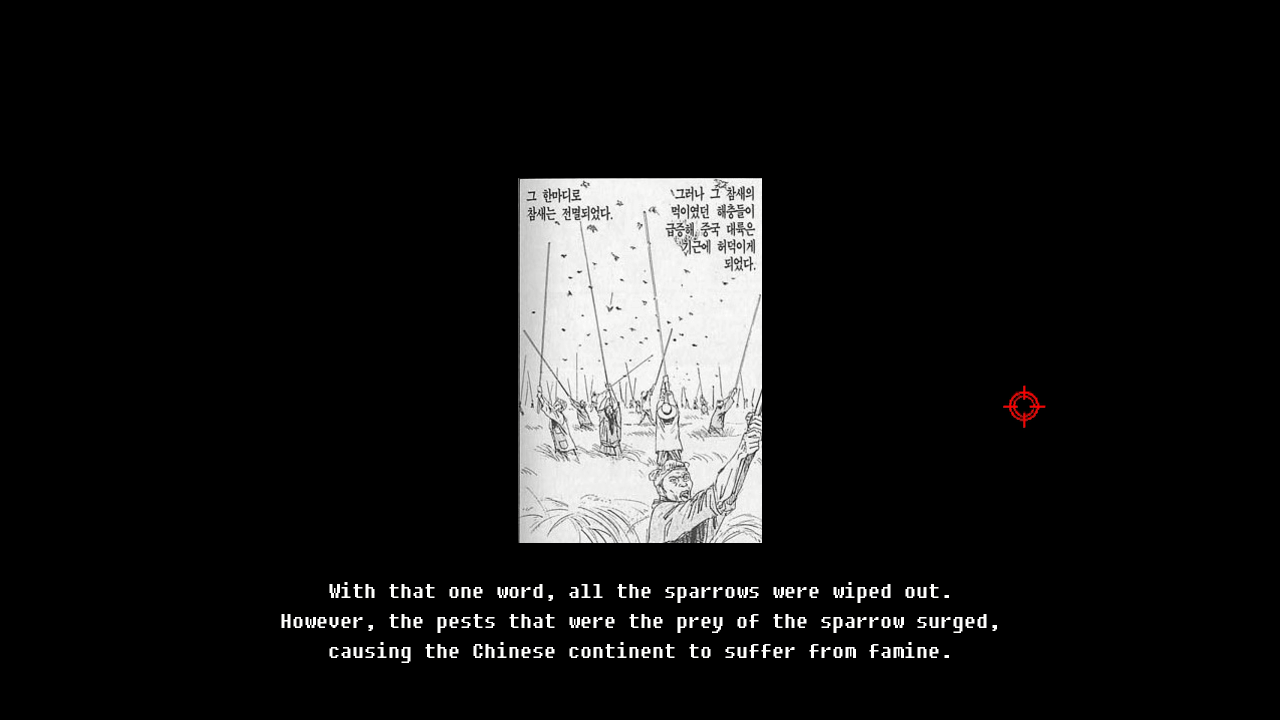 그 한마디로
참새는 전멸되었다.
그러나 그 참새의
먹이였던 해충들이
급증해, 중국 대륙은
기근에 허덕이게
되었다.
With that one word, all the sparrows were wiped out.
However, the pests that were the prey of the sparrow surged,
causing the Chinese continent to suffer from famine.